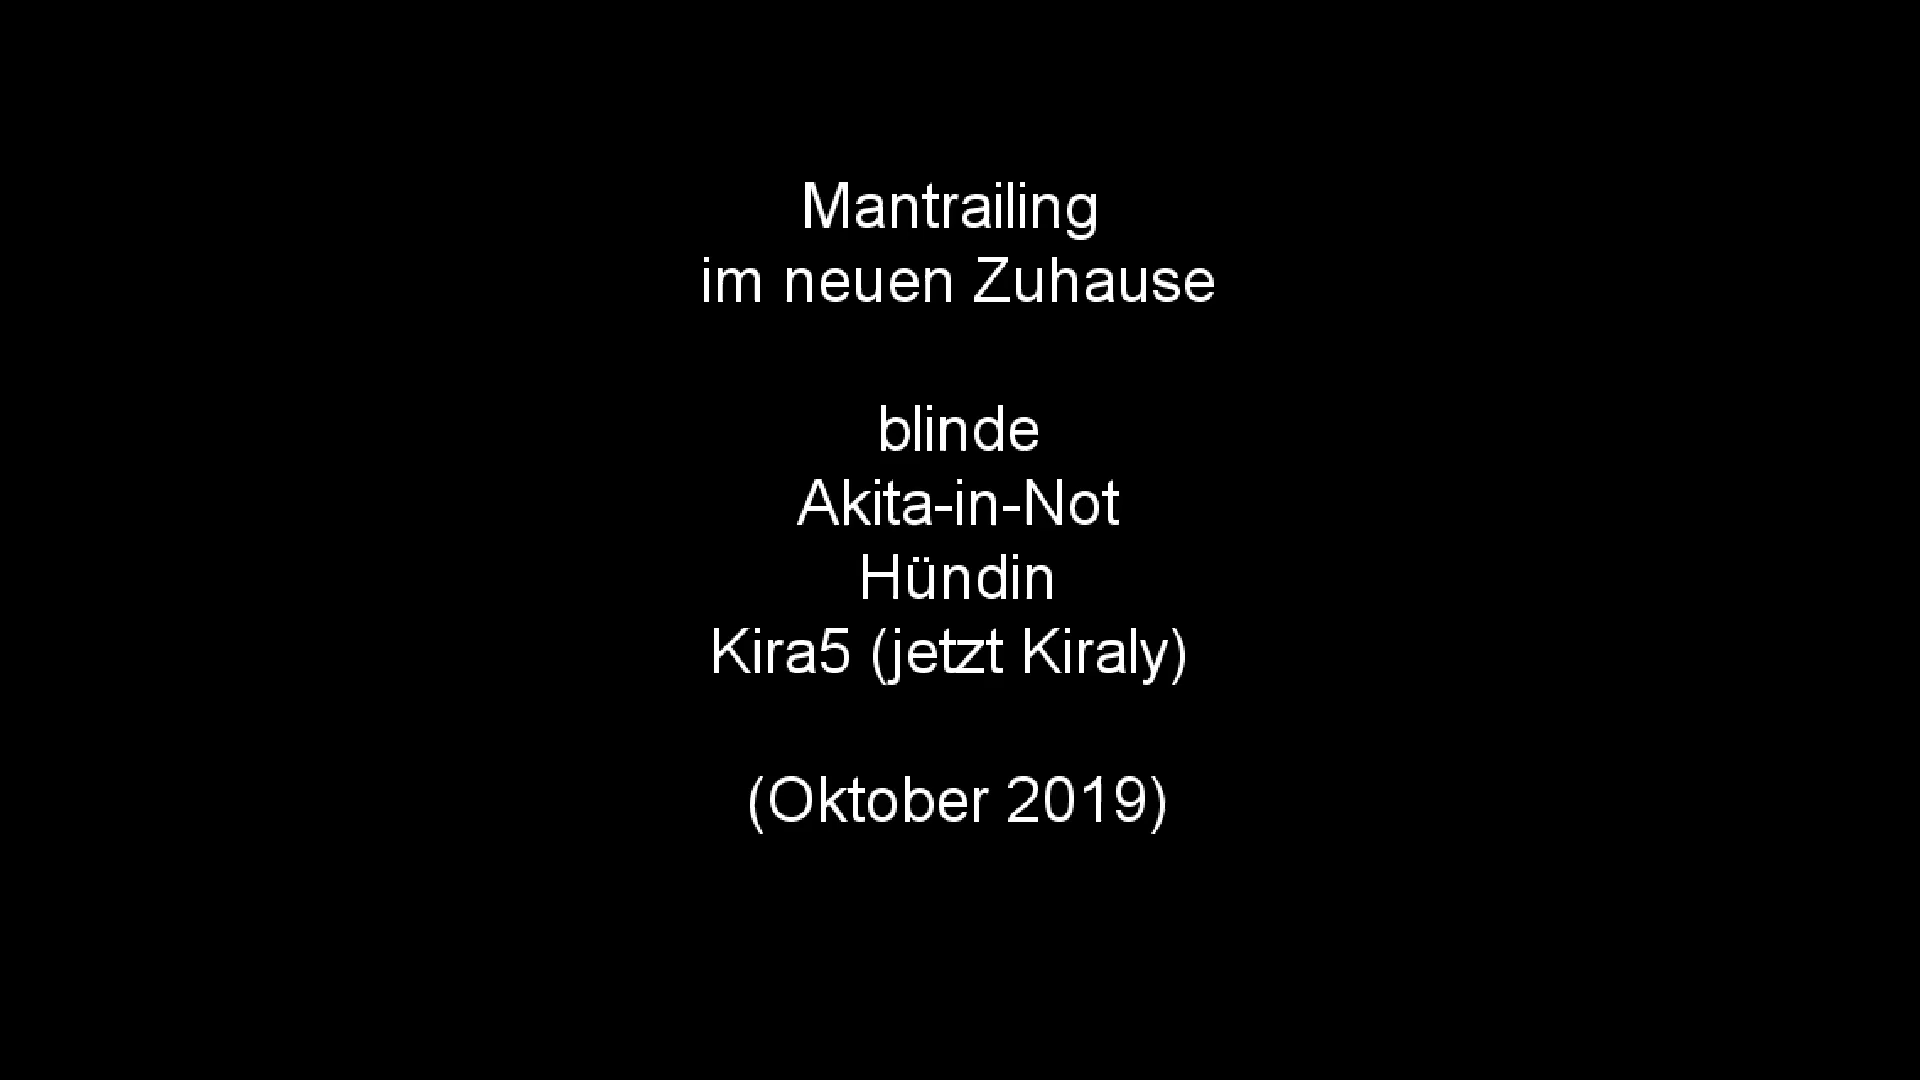 Mantrailing
im neuen Zuhause
blinde
Akita-in-Not
Hündin
Kira5 (jetzt Kiraly)
(Oktober 2019)